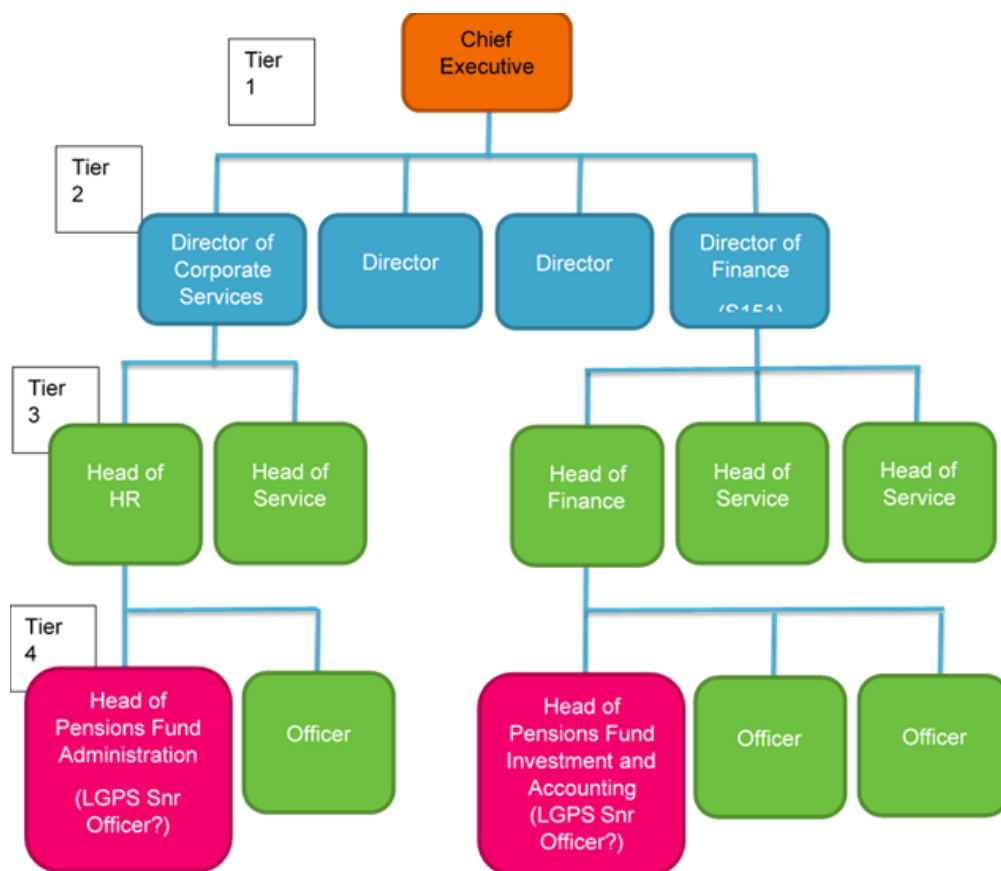 Chief
Executive
Tier
1
Tier
2
Director of
Corporate
Services
Director
Director
Director of
Finance
(S151)
Tier
3
Head of
HR
Head of
Service
Head of
Finance
Head of
Service
Head of
Service
Tier
4
Head of
Pensions Fund
Administration
(LGPS Snr
Officer?)
Officer
Head of
Pensions Fund
Investment and
Accounting
(LGPS Snr
Officer?)
Officer
Officer